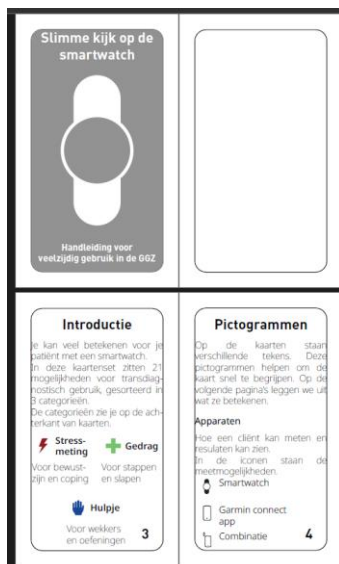 Slimme kijk op de
smartwatch
Handleiding voor
veelzijdig gebruik in de GGZ
Introductie
Je kan veel betekenen voor je
patiënt met een smartwatch.
In deze kaartenset zitten 21
mogelijkheden voor transdiag-
nostisch gebruik, gesorteerd in
3 categorieën.
De categorieën zie je op de ach-
terkant van kaarten.
Stress-
meting
Gedrag
Voor bewust-
zijn en coping
Voor stappen
en slapen
Hulpje
Voor wekkers
en oefeningen
3
Pictogrammen
Op de kaarten staan
verschillende tekens. Deze
pictogrammen helpen om de
kaart snel te begrijpen. Op de
volgende pagina's leggen we uit
wat ze betekenen.
Apparaten
Hoe een cliënt kan meten en
resulaten kan zien.
In de iconen staan de
meetmogelijkheden.
Smartwatch
Garmin connect
app
Combinatie
4